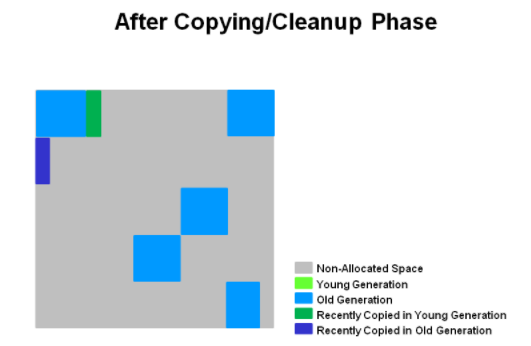 After Copying/Cleanup Phase
Non-Allocated Space
Young Generation
Old Generation
Recently Copied in Young Generation
Recently Copied in Old Generation